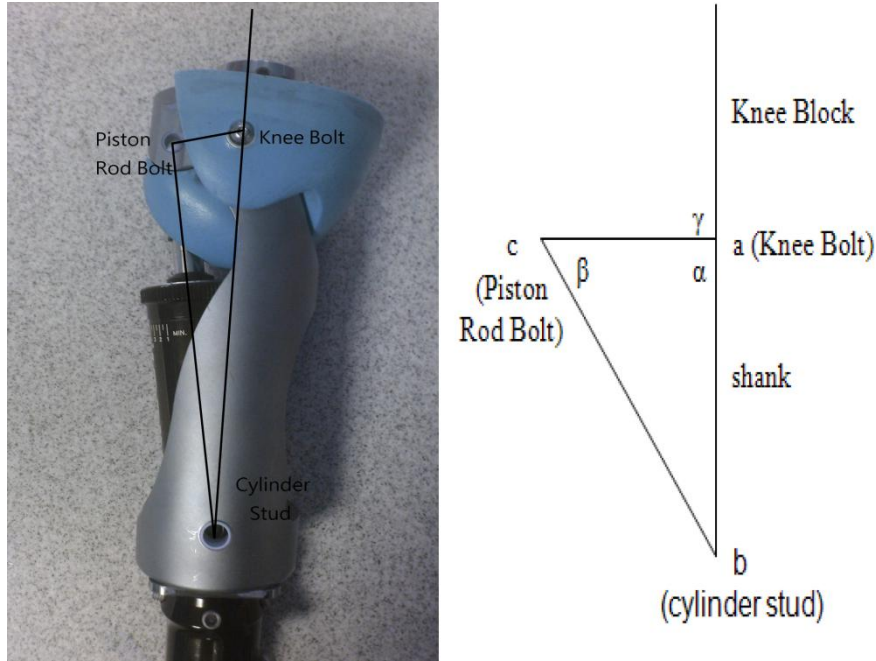 Piston
Rod Bolt
Knee Bolt
MIN.
Cylinder
Stud
Knee Block
γ
c
a (Knee Bolt)
β
α
(Piston
Rod Bolt)
shank
b
(cylinder stud)